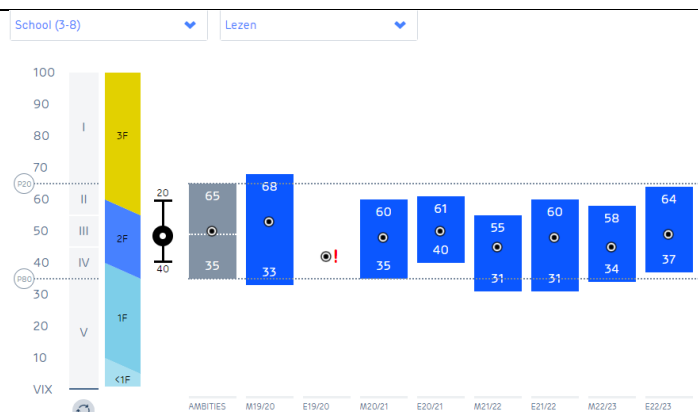 School (3-8)
Lezen
100
90
80
70
60
50
40
30
20
10
VIX
P20
P80
I
II
III
IV
V
3F
2F
1F
<1F
20
40
65
35
68
33
!
60
35
61
40
55
31
60
31
58
34
64
37
AMBITIES M19/20 E19/20 M20/21 E20/21 M21/22 E21/22 M22/23 E22/23